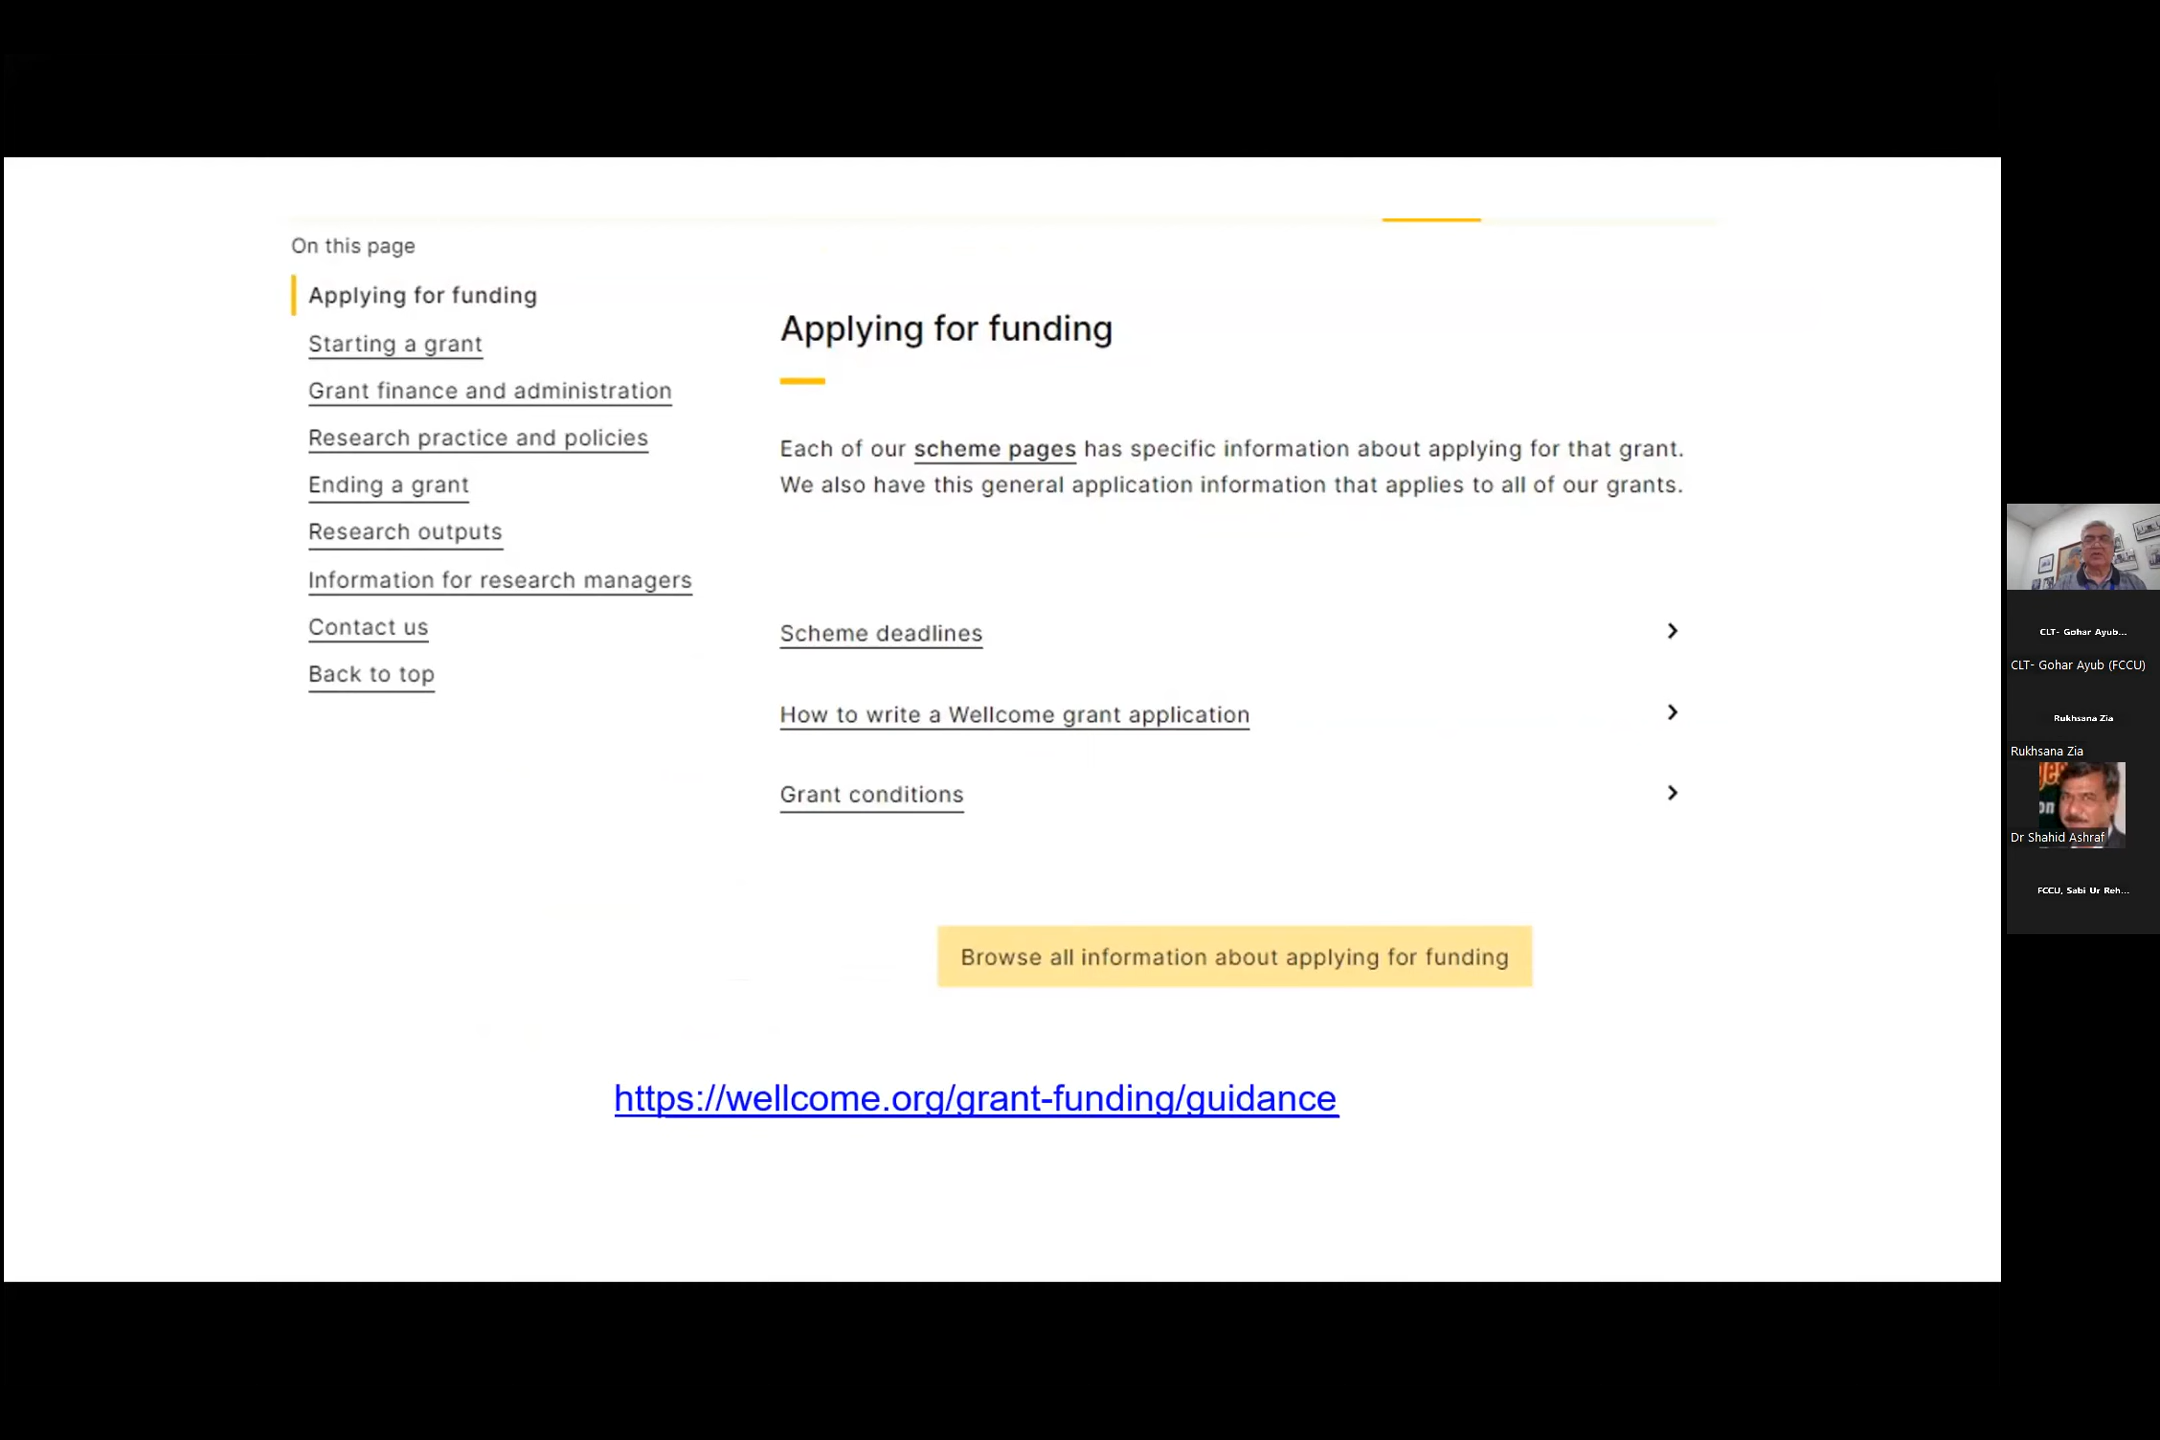 On this page
Applying for funding
Starting a grant
Grant finance and administration
Research practice and policies
Ending a grant
Research outputs
Information for research managers
Contact us
Back to top
Applying for funding
Each of our scheme pages has specific information about applying for that grant.
We also have this general application information that applies to all of our grants.
Scheme deadlines
How to write a Wellcome grant application
Grant conditions
Browse all information about applying for funding
https://wellcome.org/grant-funding/guidance
CLT- Gohar Ayub...
CLT- Gohar Ayub (FCCU)
Rukhsana Zia
Rukhsana Zia
on
Dr Shahid Ashraf
FCCU, Sabi Ur Reh...